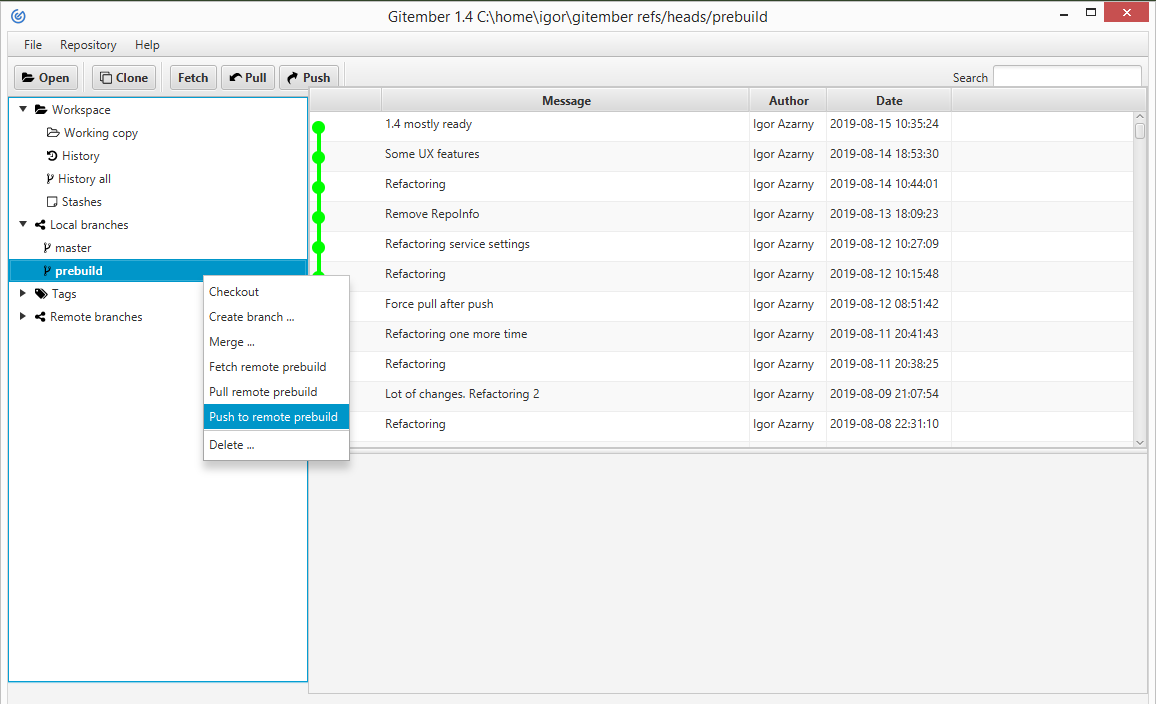 Gitember 1.4 C:\home\igor\gitember refs/heads/prebuild
File Repository Help
Open Clone Fetch Pull Push Search
Workspace
Working copy
History
History all
Stashes
Local branches
master
prebuild
Tags
Remote branches
Checkout
Create branch ...
Merge ...
Fetch remote prebuild
Pull remote prebuild
Push to remote prebuild
Delete ...
Message Author Date
1.4 mostly ready Igor Azarny 2019-08-15 10:35:24
Some UX features Igor Azarny 2019-08-14 18:53:30
Refactoring Igor Azarny 2019-08-14 10:44:01
Remove RepoInfo Igor Azarny 2019-08-13 18:09:23
Refactoring service settings Igor Azarny 2019-08-12 10:27:09
Refactoring Igor Azarny 2019-08-12 10:15:48
Force pull after push Igor Azarny 2019-08-12 08:51:42
Refactoring one more time Igor Azarny 2019-08-11 20:41:43
Refactoring Igor Azarny 2019-08-11 20:38:25
Lot of changes. Refactoring 2 Igor Azarny 2019-08-09 21:07:54
Refactoring Igor Azarny 2019-08-08 22:31:10